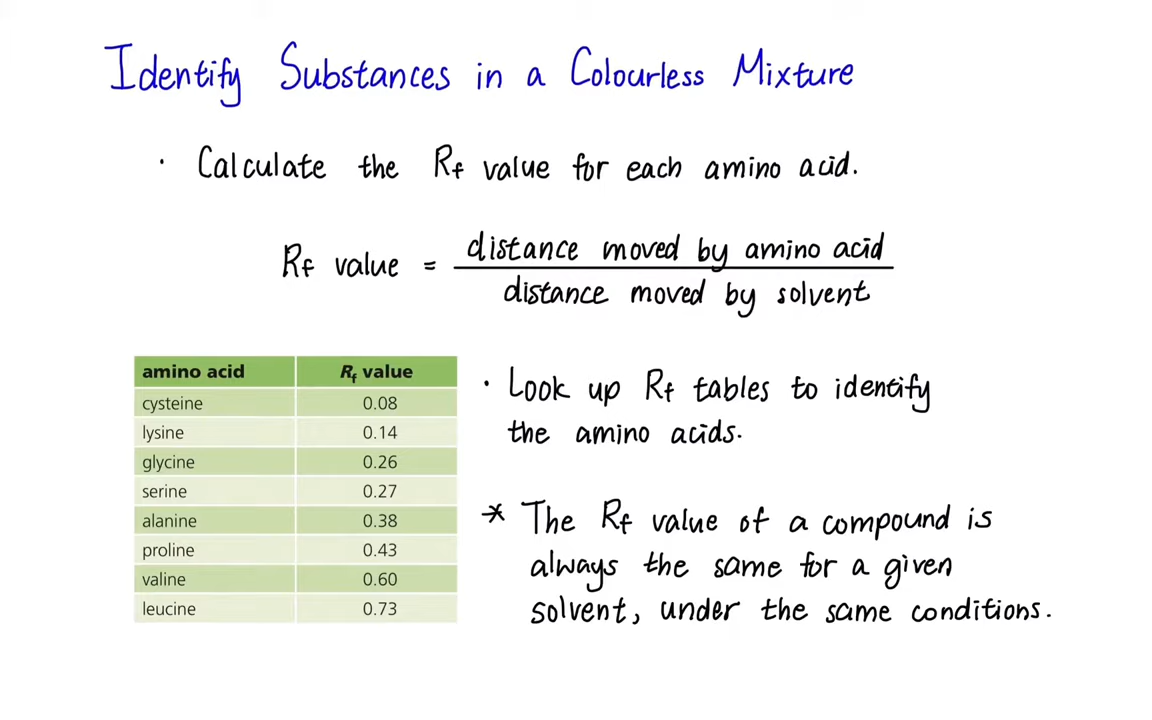 Identify Substances in a Colourless Mixture
· Calculate the Rf value for each amino acid.
Rf value = distance moved by amino acid
distance moved by solvent
amino acid Rf value
cysteine 0.08
lysine 0.14
glycine 0.26
serine 0.27
alanine 0.38
proline 0.43
valine 0.60
leucine 0.73
· Look up Rf tables to identify
the amino acids.
* The Rf value of a compound is
always the same for a given
solvent, under the same conditions.